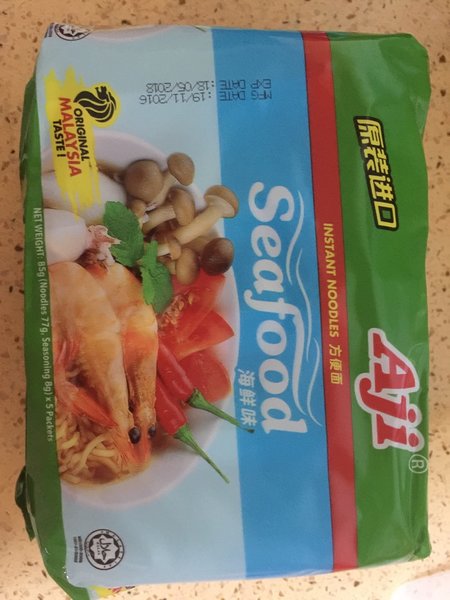 Aji®
原装进口
INSTANT NOODLES 方便面
Seafood
海鲜味
MFG DATE :19/11/2016
EXP DATE :18/05/2018
ORIGINAL
MALAYSIA
TASTE!
NET WEIGHT: 85g (Noodles 77g, Seasoning 8g) x 5 Packets